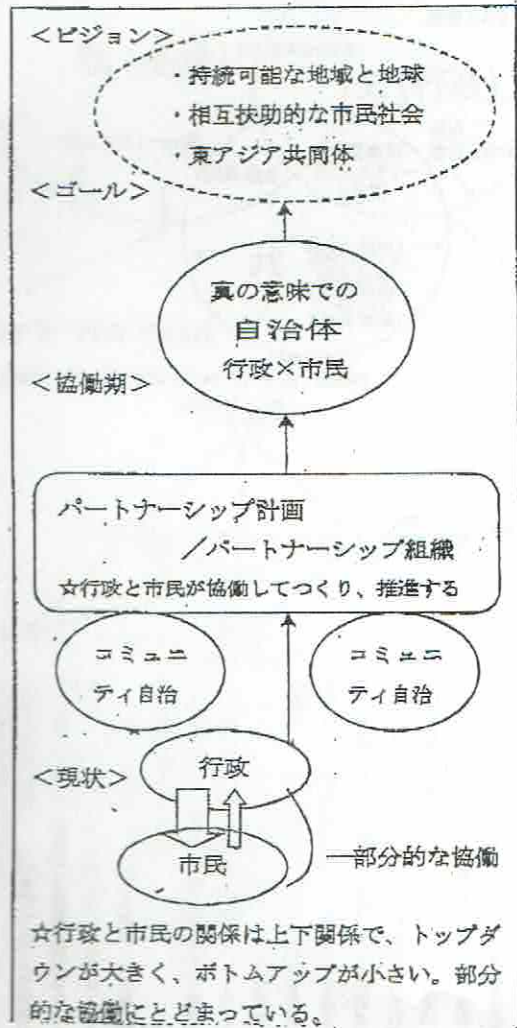 <ビジョン>
・持続可能な地域と地球
・相互扶助的な市民社会
・東アジア共同体
<ゴール>
真の意味での
自治体
行政×市民
<協働期>
パートナーシップ計画
／パートナーシップ組織
☆行政と市民が協働してつくり、推進する
コミュニ
ティ自治
コミュニ
ティ自治
<現状>
行政
市民
部分的な協働
☆行政と市民の関係は上下関係で、トップダ
ウンが大きく、ボトムアップが小さい。部分
的な協働にとどまっている。